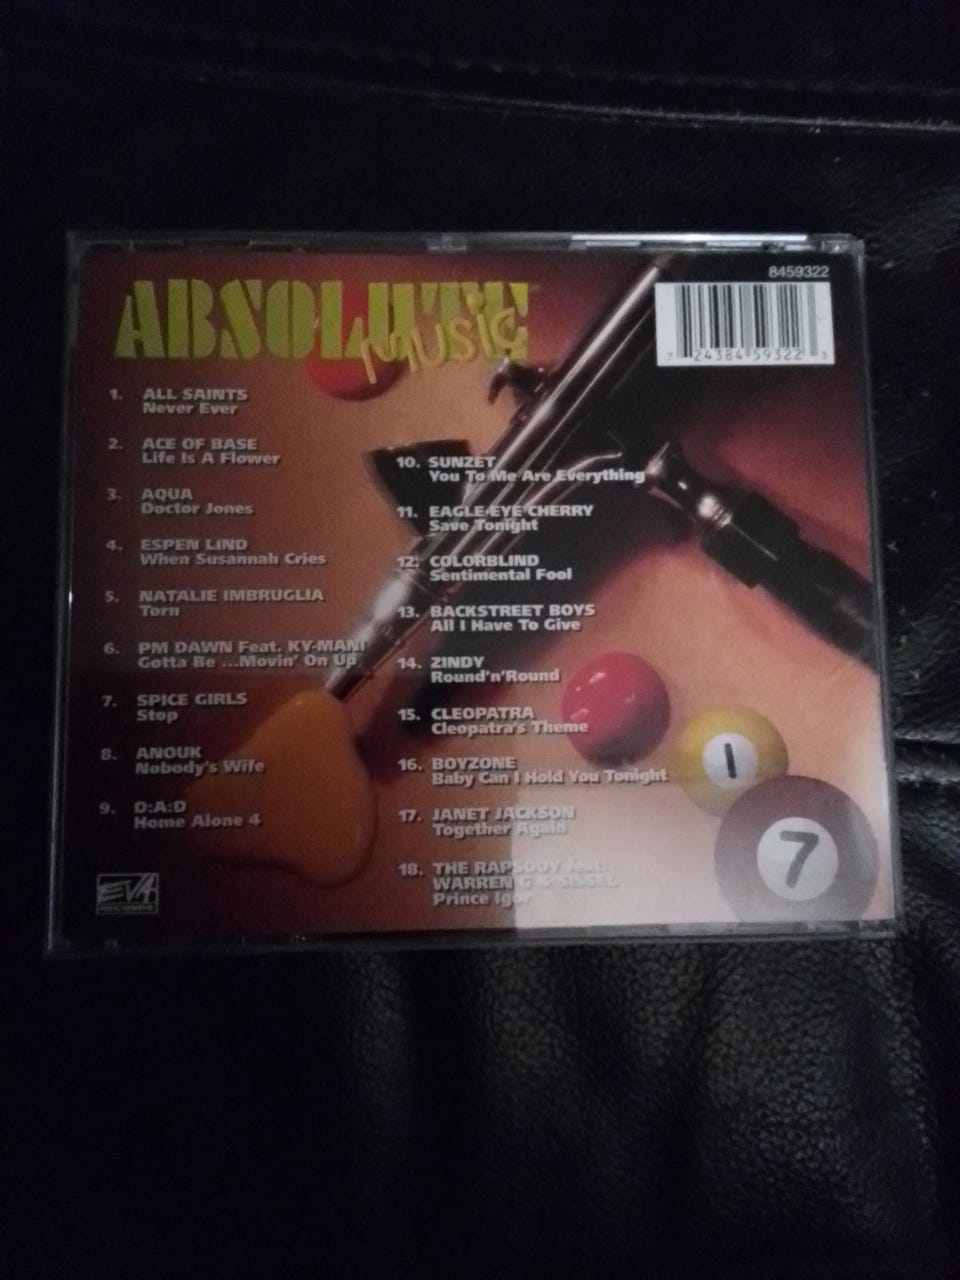 8459322
7 24384 59322 3
ABSOLUTE
Music
1. ALL SAINTS
Never Ever
2. ACE OF BASE
Life Is A Flower
3. AQUA
Doctor Jones
4. ESPEN LIND
When Susannah Cries
5. NATALIE IMBRUGLIA
Torn
6. PM DAWN Feat. KY-MANI
Gotta Be ...Movin' On Up
7. SPICE GIRLS
Stop
8. ANOUK
Nobody's Wife
9. D:A:D
Home Alone 4
10. SUNZET
You To Me Are Everything
11. EAGLE-EYE CHERRY
Save Tonight
12. COLORBLIND
Sentimental Fool
13. BACKSTREET BOYS
All I Have To Give
14. ZINDY
Round'n'Round
15. CLEOPATRA
Cleopatra's Theme
16. BOYZONE
Baby Can I Hold You Tonight
17. JANET JACKSON
Together Again
18. THE RAPSODY feat.
WARREN G & SISSEL
Prince Igor
1
7
EVA
RECORDS